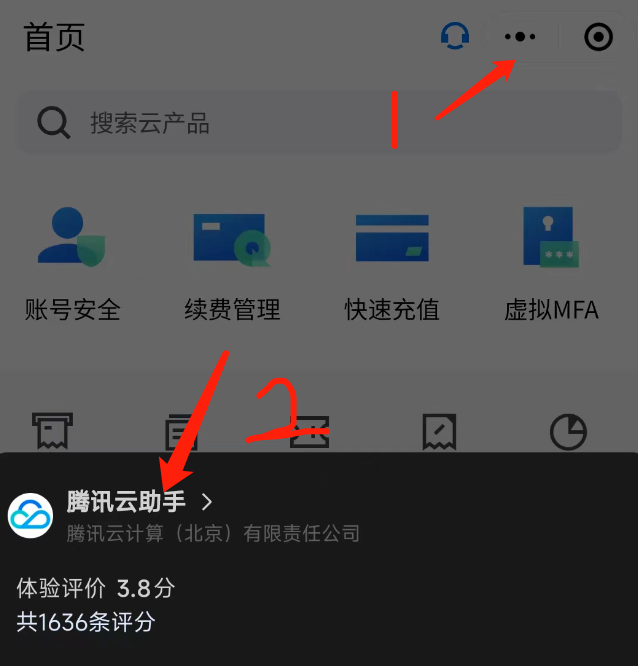 首页
1
搜索云产品
账号安全 续费管理 快速充值 虚拟MFA
2
腾讯云助手
腾讯云计算（北京）有限责任公司
体验评价 3.8分
共1636条评分